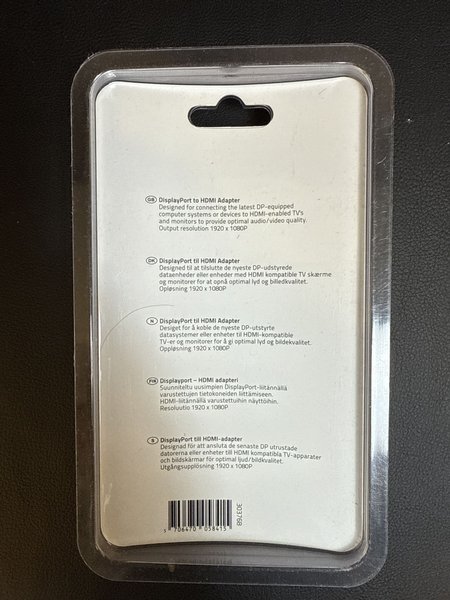 GB DisplayPort to HDMI Adapter
Designed for connecting the latest DP-equipped
computer systems or devices to HDMI-enabled TV's
and monitors to provide optimal audio/video quality.
Output resolution 1920 x 1080P
DK DisplayPort til HDMI Adapter
Designed til at tilslutte de nyeste DP-udstyrede
dataenheder eller enheder med HDMI kompatible TV skærme
og monitorer for at opnå optimal lyd og billedkvalitet.
Opløsning 1920 x 1080P
N DisplayPort til HDMI Adapter
Desiget for å koble de nyeste DP-utstyrte
datasystemer eller enheter til HDMI-kompatible
TV-er og monitorer for å gi optimal lyd og bildekvalitet.
Oppløsning 1920 x 1080P
FIN Displayport – HDMI adapteri
Suunniteltu uusimpien DisplayPort-liitännällä
varustettujen tietokoneiden liittämiseen.
HDMI-liitännällä varustettuihin näyttöihin.
Resoluutio 1920 x 1080P
S DisplayPort till HDMI-adapter
Designad för att ansluta de senaste DP utrustade
datorerna eller enheter till HDMI kompatibla TV-apparater
och bildskärmar för optimal ljud/bildkvalitet.
Utgångsupplösning 1920 x 1080P
5 706470 058415
303768